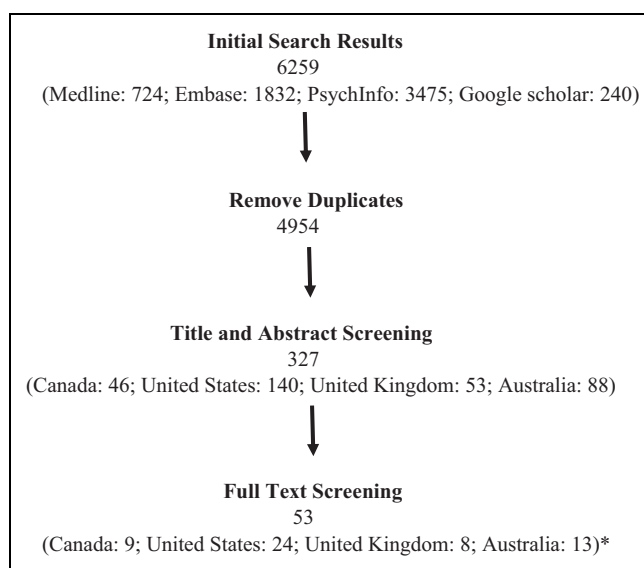 Initial Search Results
6259
(Medline: 724; Embase: 1832; PsychInfo: 3475; Google scholar: 240)
Remove Duplicates
4954
Title and Abstract Screening
327
(Canada: 46; United States: 140; United Kingdom: 53; Australia: 88)
Full Text Screening
53
(Canada: 9; United States: 24; United Kingdom: 8; Australia: 13)*